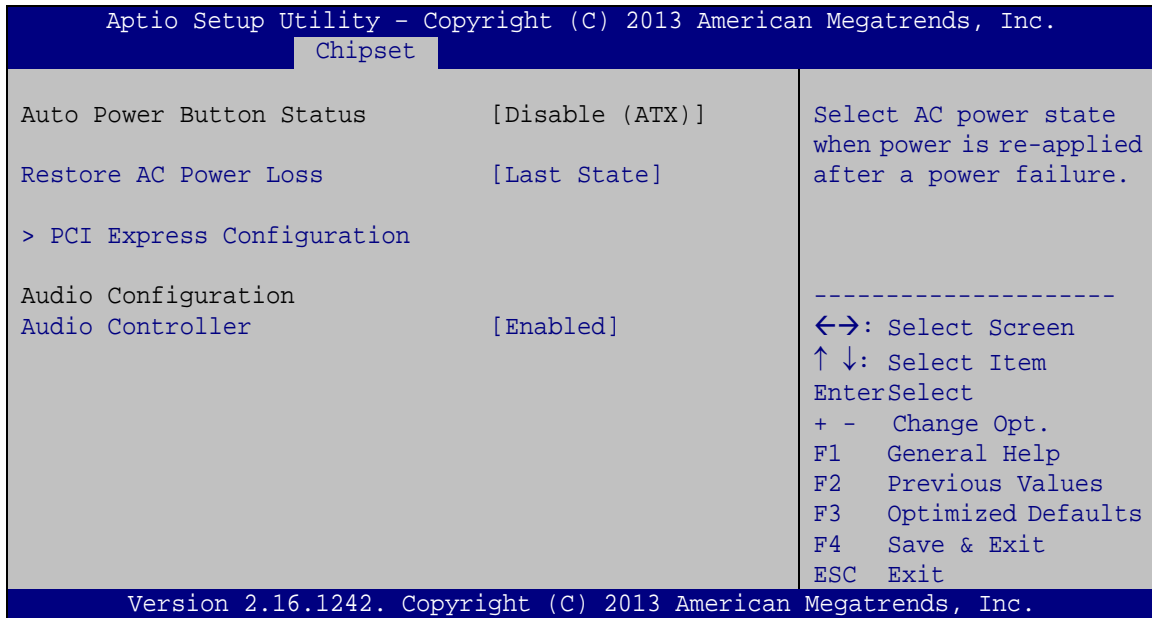 Aptio Setup Utility – Copyright (C) 2013 American Megatrends, Inc.
Chipset
Auto Power Button Status [Disable (ATX)]
Restore AC Power Loss [Last State]
> PCI Express Configuration
Audio Configuration
Audio Controller [Enabled]
Select AC power state
when power is re-applied
after a power failure.
---------------------
←→: Select Screen
↑ ↓: Select Item
EnterSelect
+ - Change Opt.
F1 General Help
F2 Previous Values
F3 Optimized Defaults
F4 Save & Exit
ESC Exit
Version 2.16.1242. Copyright (C) 2013 American Megatrends, Inc.